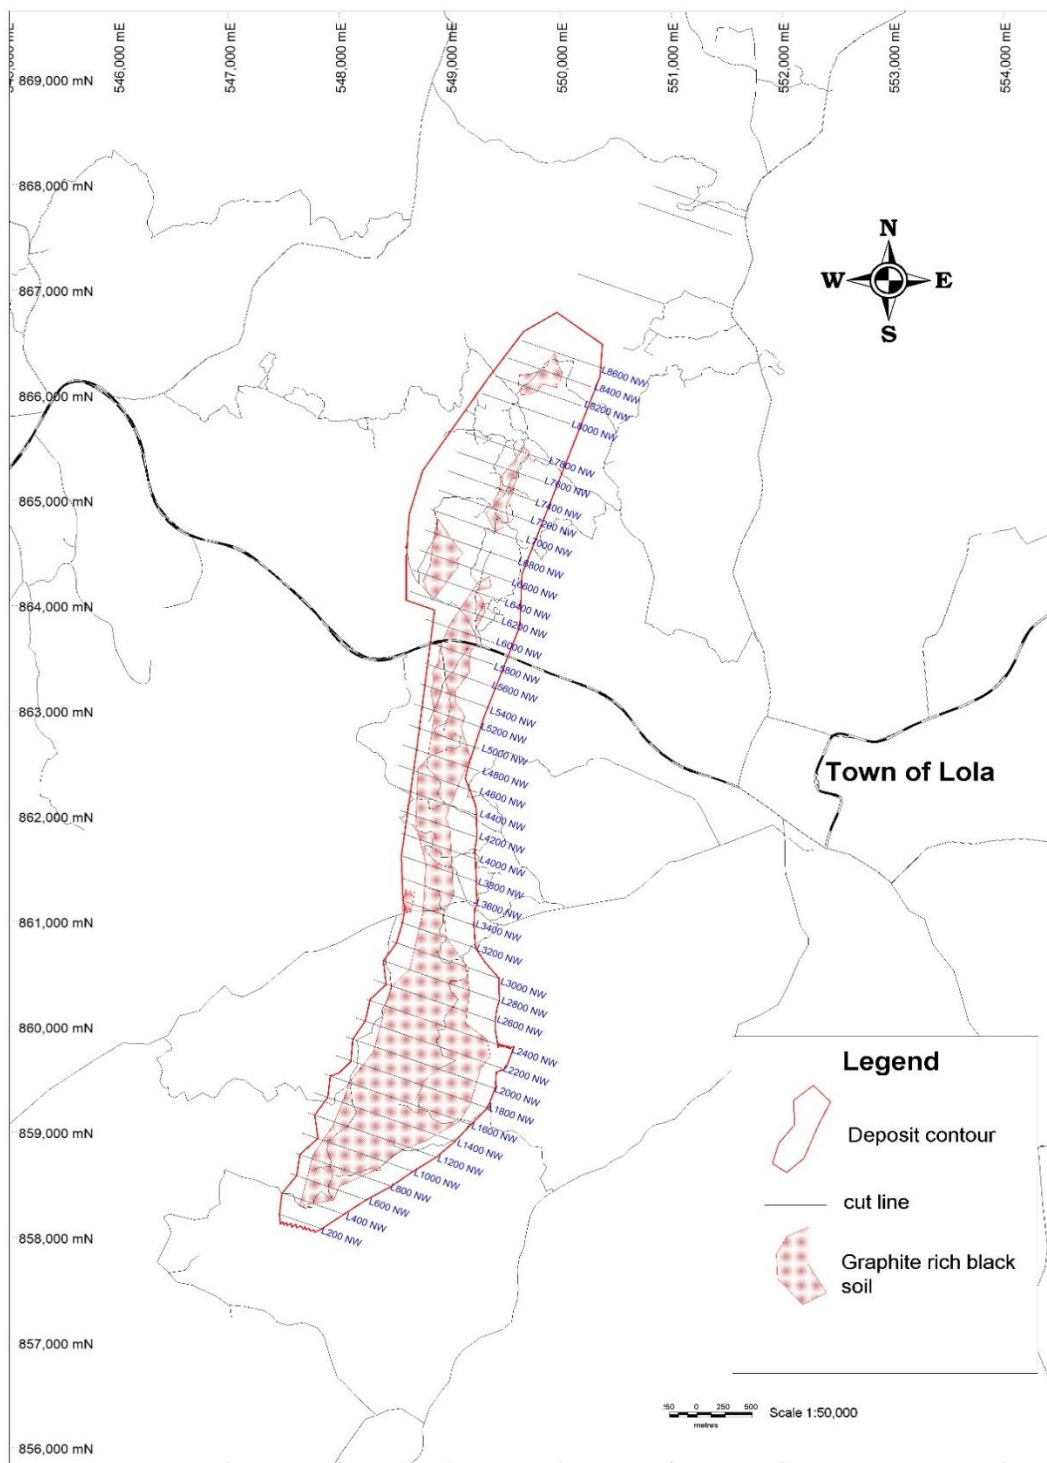 546,000 mE
547,000 mE
548,000 mE
549,000 mE
550,000 mE
551,000 mE
552,000 mE
553,000 mE
554,000 mE
869,000 mN
868,000 mN
867,000 mN
866,000 mN
865,000 mN
864,000 mN
863,000 mN
862,000 mN
861,000 mN
860,000 mN
859,000 mN
858,000 mN
857,000 mN
856,000 mN
N
W E
S
L8600 NW
L8400 NW
L8200 NW
L8000 NW
L7800 NW
L7600 NW
L7400 NW
L7200 NW
L7000 NW
L6800 NW
L6600 NW
L6400 NW
L6200 NW
L6000 NW
L5800 NW
L5600 NW
L5400 NW
L5200 NW
L5000 NW
L4800 NW
L4600 NW
L4400 NW
L4200 NW
L4000 NW
L3800 NW
L3600 NW
L3400 NW
L3200 NW
L3000 NW
L2800 NW
L2600 NW
L2400 NW
L2200 NW
L2000 NW
L1800 NW
L1600 NW
L1400 NW
L1200 NW
L1000 NW
L800 NW
L600 NW
L400 NW
L200 NW
Town of Lola
Legend
Deposit contour
cut line
Graphite rich black
soil
0 250 500
metres
Scale 1:50,000